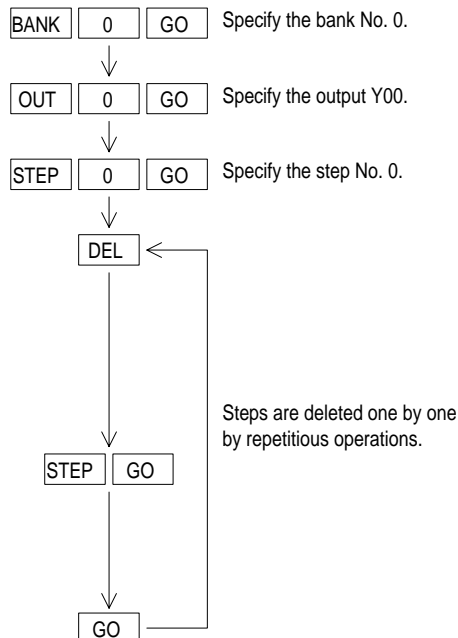 BANK 0 GO Specify the bank No. 0.
OUT 0 GO Specify the output Y00.
STEP 0 GO Specify the step No. 0.
DEL
Steps are deleted one by one
by repetitious operations.
STEP GO
GO